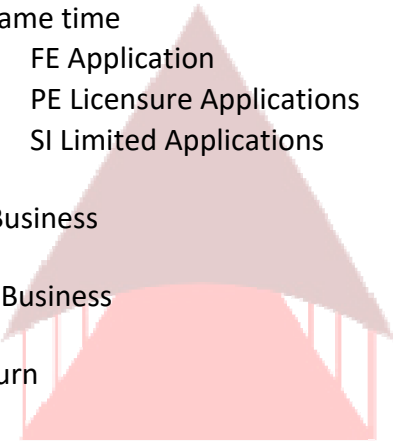 ame time
FE Application
PE Licensure Applications
SI Limited Applications
Business
Business
urn